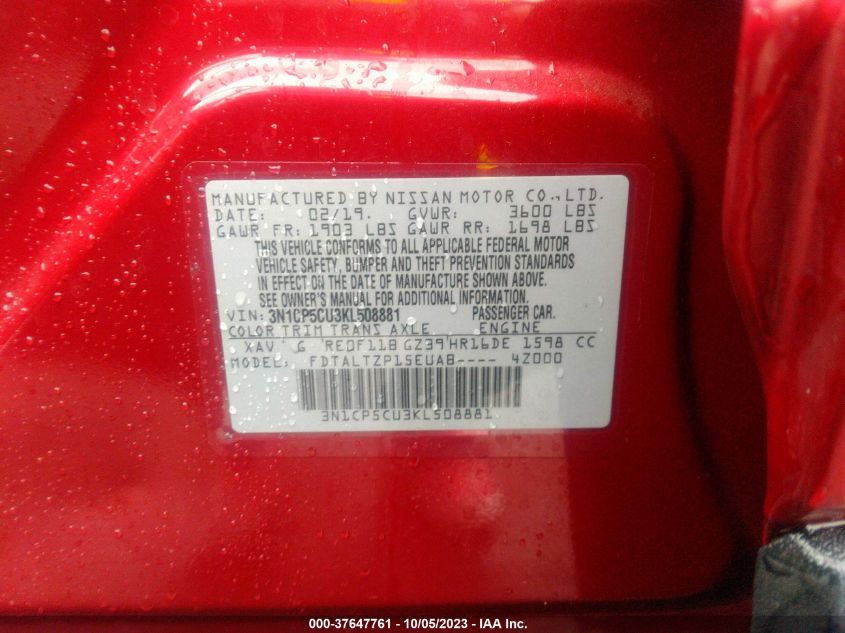 MANUFACTURED BY NISSAN MOTOR CO., LTD.
DATE: 02/19. GVWR: 3600 LBS
GAWR FR: 1903 LBS GAWR RR: 1698 LBS
THIS VEHICLE CONFORMS TO ALL APPLICABLE FEDERAL MOTOR
VEHICLE SAFETY, BUMPER AND THEFT PREVENTION STANDARDS
IN EFFECT ON THE DATE OF MANUFACTURE SHOWN ABOVE.
SEE OWNER'S MANUAL FOR ADDITIONAL INFORMATION.
VIN: 3N1CP5CU3KL508881 PASSENGER CAR.
COLOR TRIM TRANS AXLE ENGINE
XAV G RE0F11B GZ39 HR16DE 1598 CC
MODEL: FDTALTZP15EUAB---- 4Z000
3N1CP5CU3KL508881
000-37647761 - 10/05/2023 - IAA Inc.